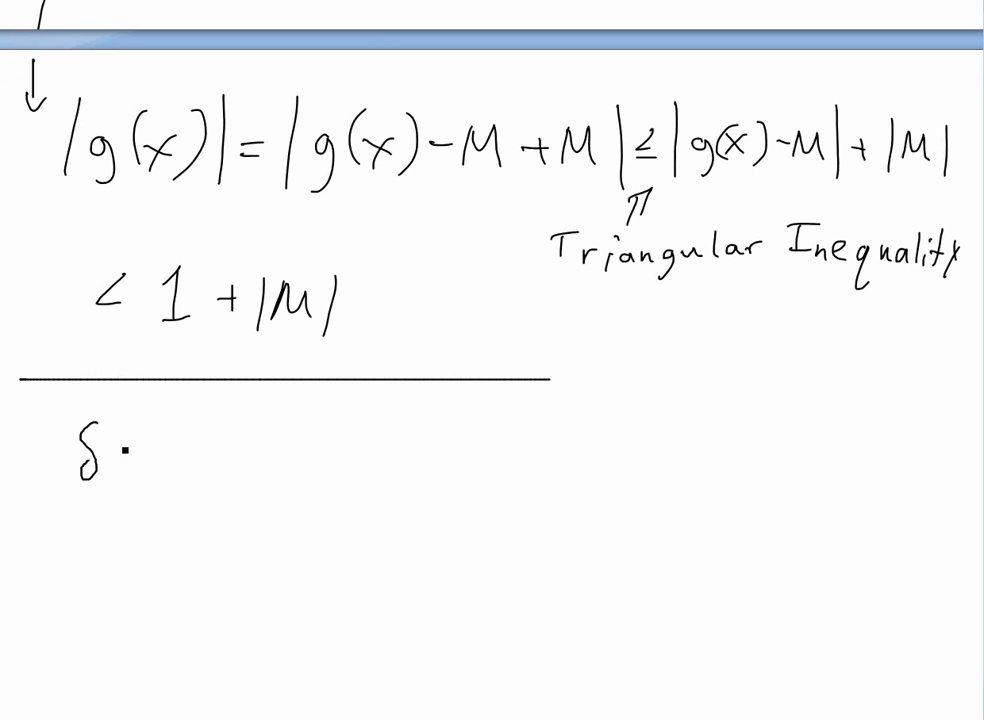 ↓ |g(x)| = |g(x) - M + M| ≤ |g(x) - M| + |M|
Triangular Inequality
< 1 + |M|
δ